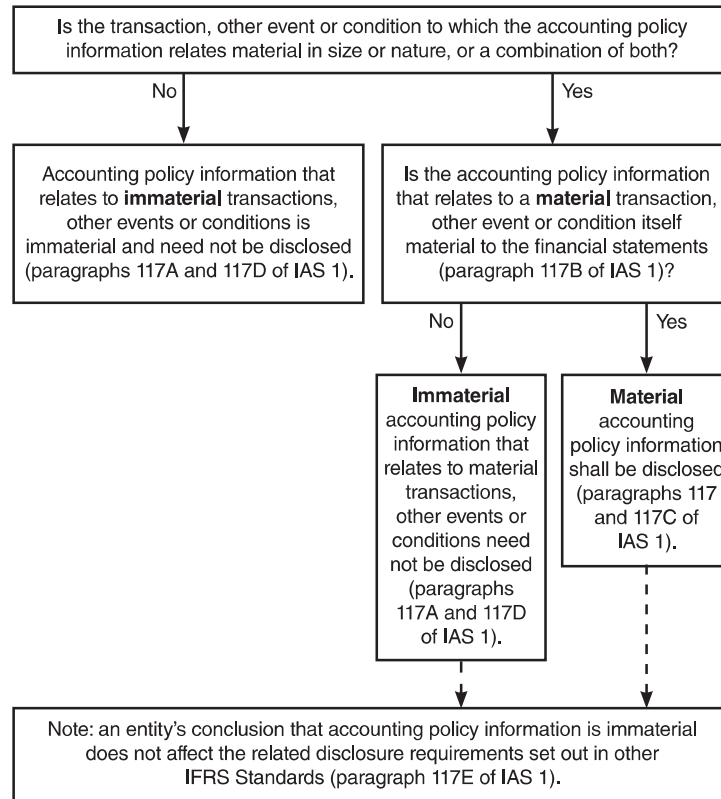 Is the transaction, other event or condition to which the accounting policy
information relates material in size or nature, or a combination of both?
No
Yes
Accounting policy information that
relates to immaterial transactions,
other events or conditions is
immaterial and need not be disclosed
(paragraphs 117A and 117D of IAS 1).
Is the accounting policy information
that relates to a material transaction,
other event or condition itself
material to the financial statements
(paragraph 117B of IAS 1)?
No
Yes
Immaterial
accounting policy
information that
relates to material
transactions,
other events or
conditions need
not be disclosed
(paragraphs
117A and 117D
of IAS 1).
Material
accounting
policy information
shall be disclosed
(paragraphs 117
and 117C of
IAS 1).
Note: an entity’s conclusion that accounting policy information is immaterial
does not affect the related disclosure requirements set out in other
IFRS Standards (paragraph 117E of IAS 1).